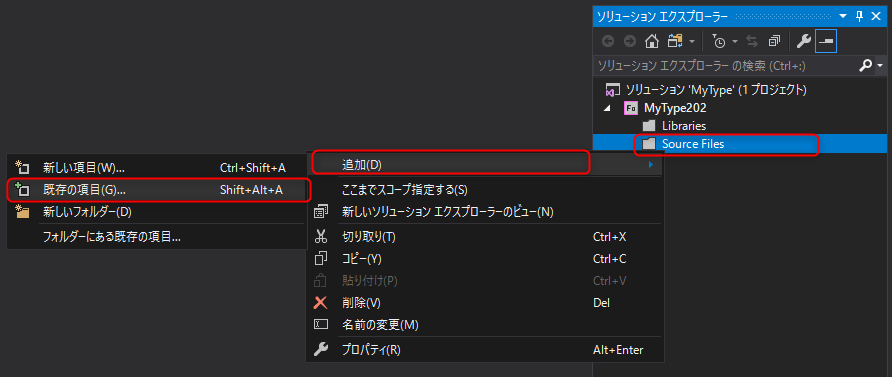 ソリューション エクスプローラー
ソリューション エクスプローラー の検索 (Ctrl+:)
ソリューション 'MyType' (1 プロジェクト)
Fo MyType202
Libraries
Source Files
追加(D)
ここまでスコープ指定する(S)
新しいソリューション エクスプローラーのビュー(N)
切り取り(T) Ctrl+X
コピー(Y) Ctrl+C
貼り付け(P) Ctrl+V
削除(V) Del
名前の変更(M)
プロパティ(R) Alt+Enter
新しい項目(W)... Ctrl+Shift+A
既存の項目(G)... Shift+Alt+A
新しいフォルダー(D)
フォルダーにある既存の項目...